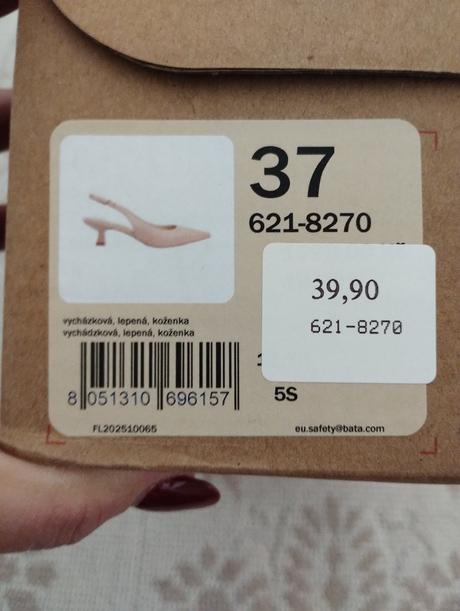 37
621-8270
39,90
621-8270
vycházková, lepená, koženka
vychádzková, lepená, koženka
8 051310 696157
5S
FL202510065
eu.safety@bata.com